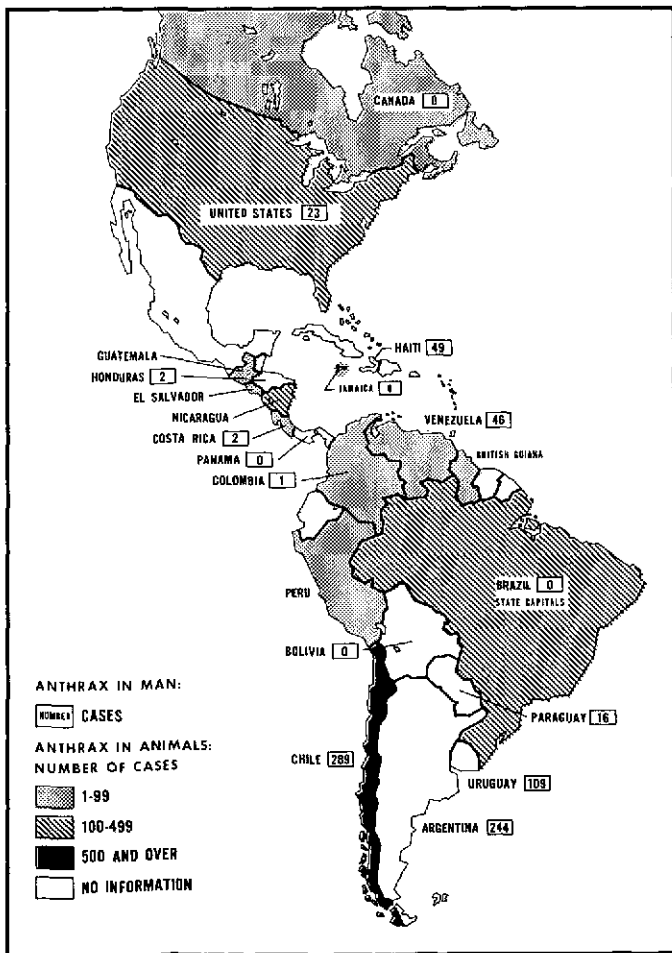 CANADA 0
UNITED STATES 23
HAITI 49
GUATEMALA
HONDURAS 2
JAMAICA 0
EL SALVADOR
NICARAGUA
VENEZUELA 46
COSTA RICA 2
BRITISH GUIANA
PANAMA 0
COLOMBIA 1
BRAZIL 0
STATE CAPITALS
PERU
BOLIVIA 0
ANTHRAX IN MAN:
NUMBER CASES
PARAGUAY 16
ANTHRAX IN ANIMALS:
NUMBER OF CASES
CHILE 289
URUGUAY 109
1-99
100-499
ARGENTINA 244
500 AND OVER
NO INFORMATION